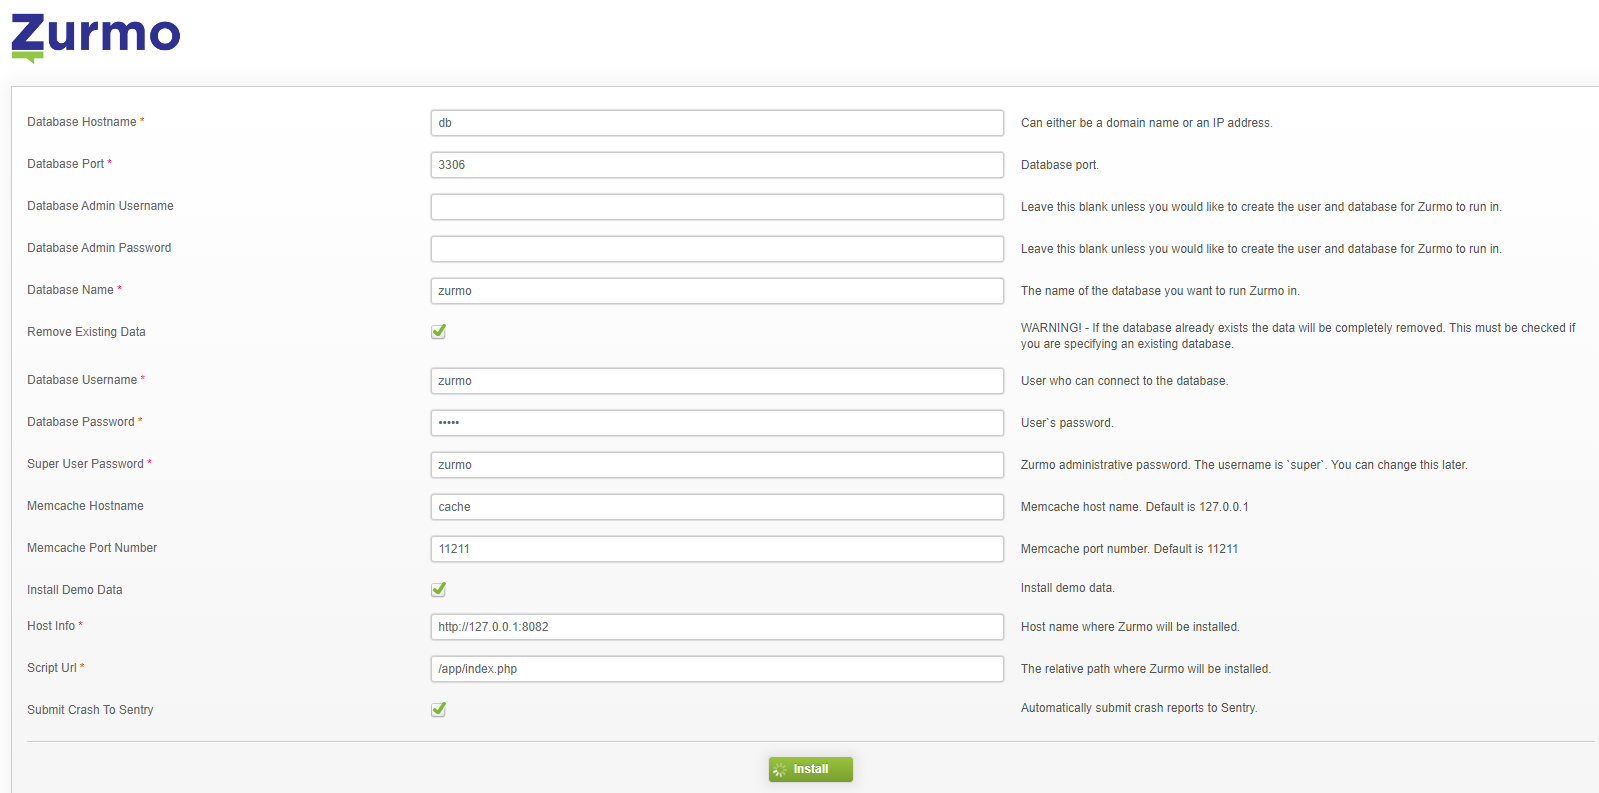 Zurmo
Database Hostname *
db
Can either be a domain name or an IP address.
Database Port *
3306
Database port.
Database Admin Username
Leave this blank unless you would like to create the user and database for Zurmo to run in.
Database Admin Password
Leave this blank unless you would like to create the user and database for Zurmo to run in.
Database Name *
zurmo
The name of the database you want to run Zurmo in.
Remove Existing Data
WARNING! - If the database already exists the data will be completely removed. This must be checked if
you are specifying an existing database.
Database Username *
zurmo
User who can connect to the database.
Database Password *
•••••
User`s password.
Super User Password *
zurmo
Zurmo administrative password. The username is `super`. You can change this later.
Memcache Hostname
cache
Memcache host name. Default is 127.0.0.1
Memcache Port Number
11211
Memcache port number. Default is 11211
Install Demo Data
Install demo data.
Host Info *
http://127.0.0.1:8082
Host name where Zurmo will be installed.
Script Url *
/app/index.php
The relative path where Zurmo will be installed.
Submit Crash To Sentry
Automatically submit crash reports to Sentry.
Install